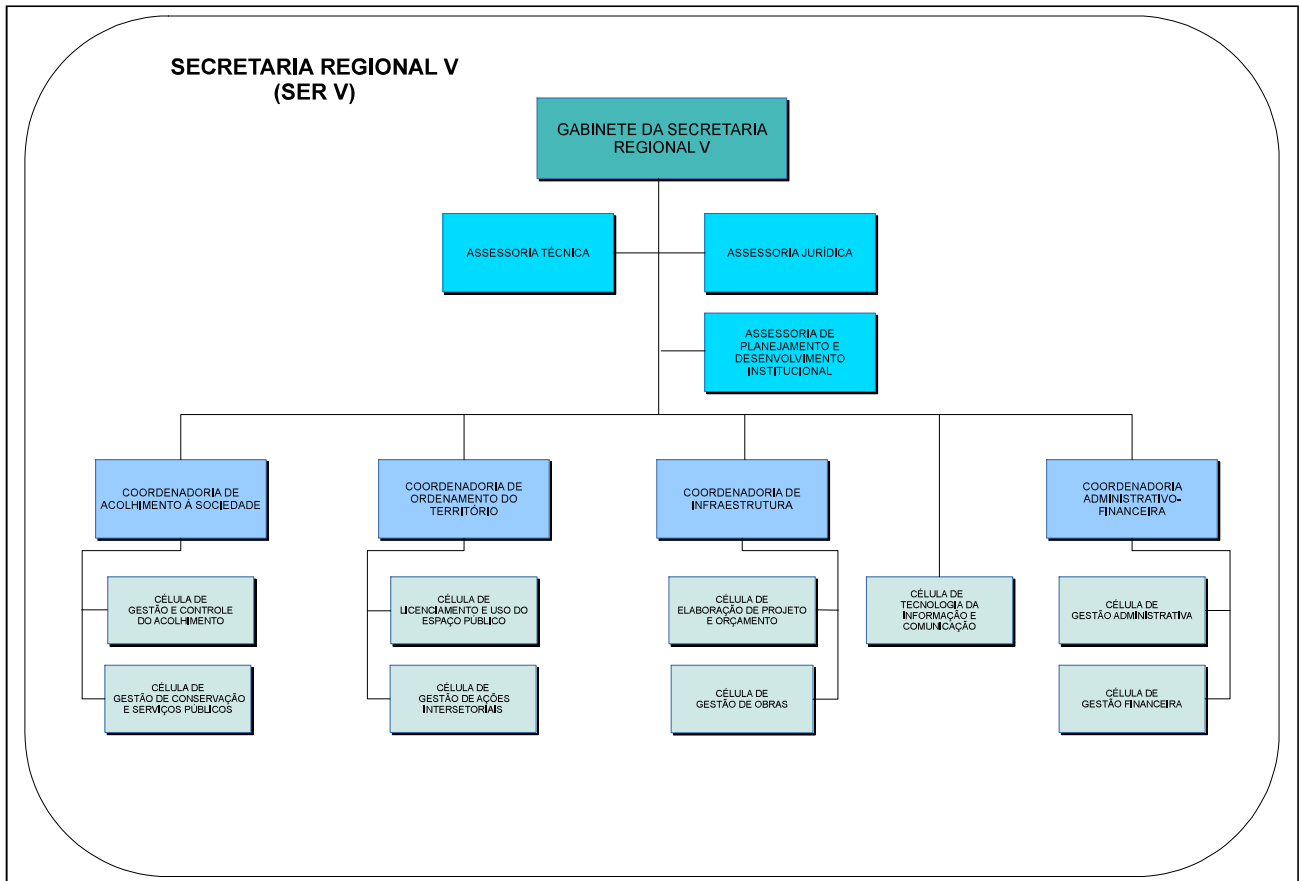 SECRETARIA REGIONAL V
(SER V)
GABINETE DA SECRETARIA
REGIONAL V
ASSESSORIA TÉCNICA
ASSESSORIA JURÍDICA
ASSESSORIA DE
PLANEJAMENTO E
DESENVOLVIMENTO
INSTITUCIONAL
COORDENADORIA DE
ACOLHIMENTO À SOCIEDADE
COORDENADORIA DE
ORDENAMENTO DO
TERRITÓRIO
COORDENADORIA DE
INFRAESTRUTURA
COORDENADORIA
ADMINISTRATIVO-
FINANCEIRA
CÉLULA DE
GESTÃO E CONTROLE
DO ACOLHIMENTO
CÉLULA DE
LICENCIAMENTO E USO DO
ESPAÇO PÚBLICO
CÉLULA DE
ELABORAÇÃO DE PROJETO
E ORÇAMENTO
CÉLULA DE
TECNOLOGIA DA
INFORMAÇÃO E
COMUNICAÇÃO
CÉLULA DE
GESTÃO ADMINISTRATIVA
CÉLULA DE
GESTÃO DE CONSERVAÇÃO
E SERVIÇOS PÚBLICOS
CÉLULA DE
GESTÃO DE AÇÕES
INTERSETORIAIS
CÉLULA DE
GESTÃO DE OBRAS
CÉLULA DE
GESTÃO FINANCEIRA